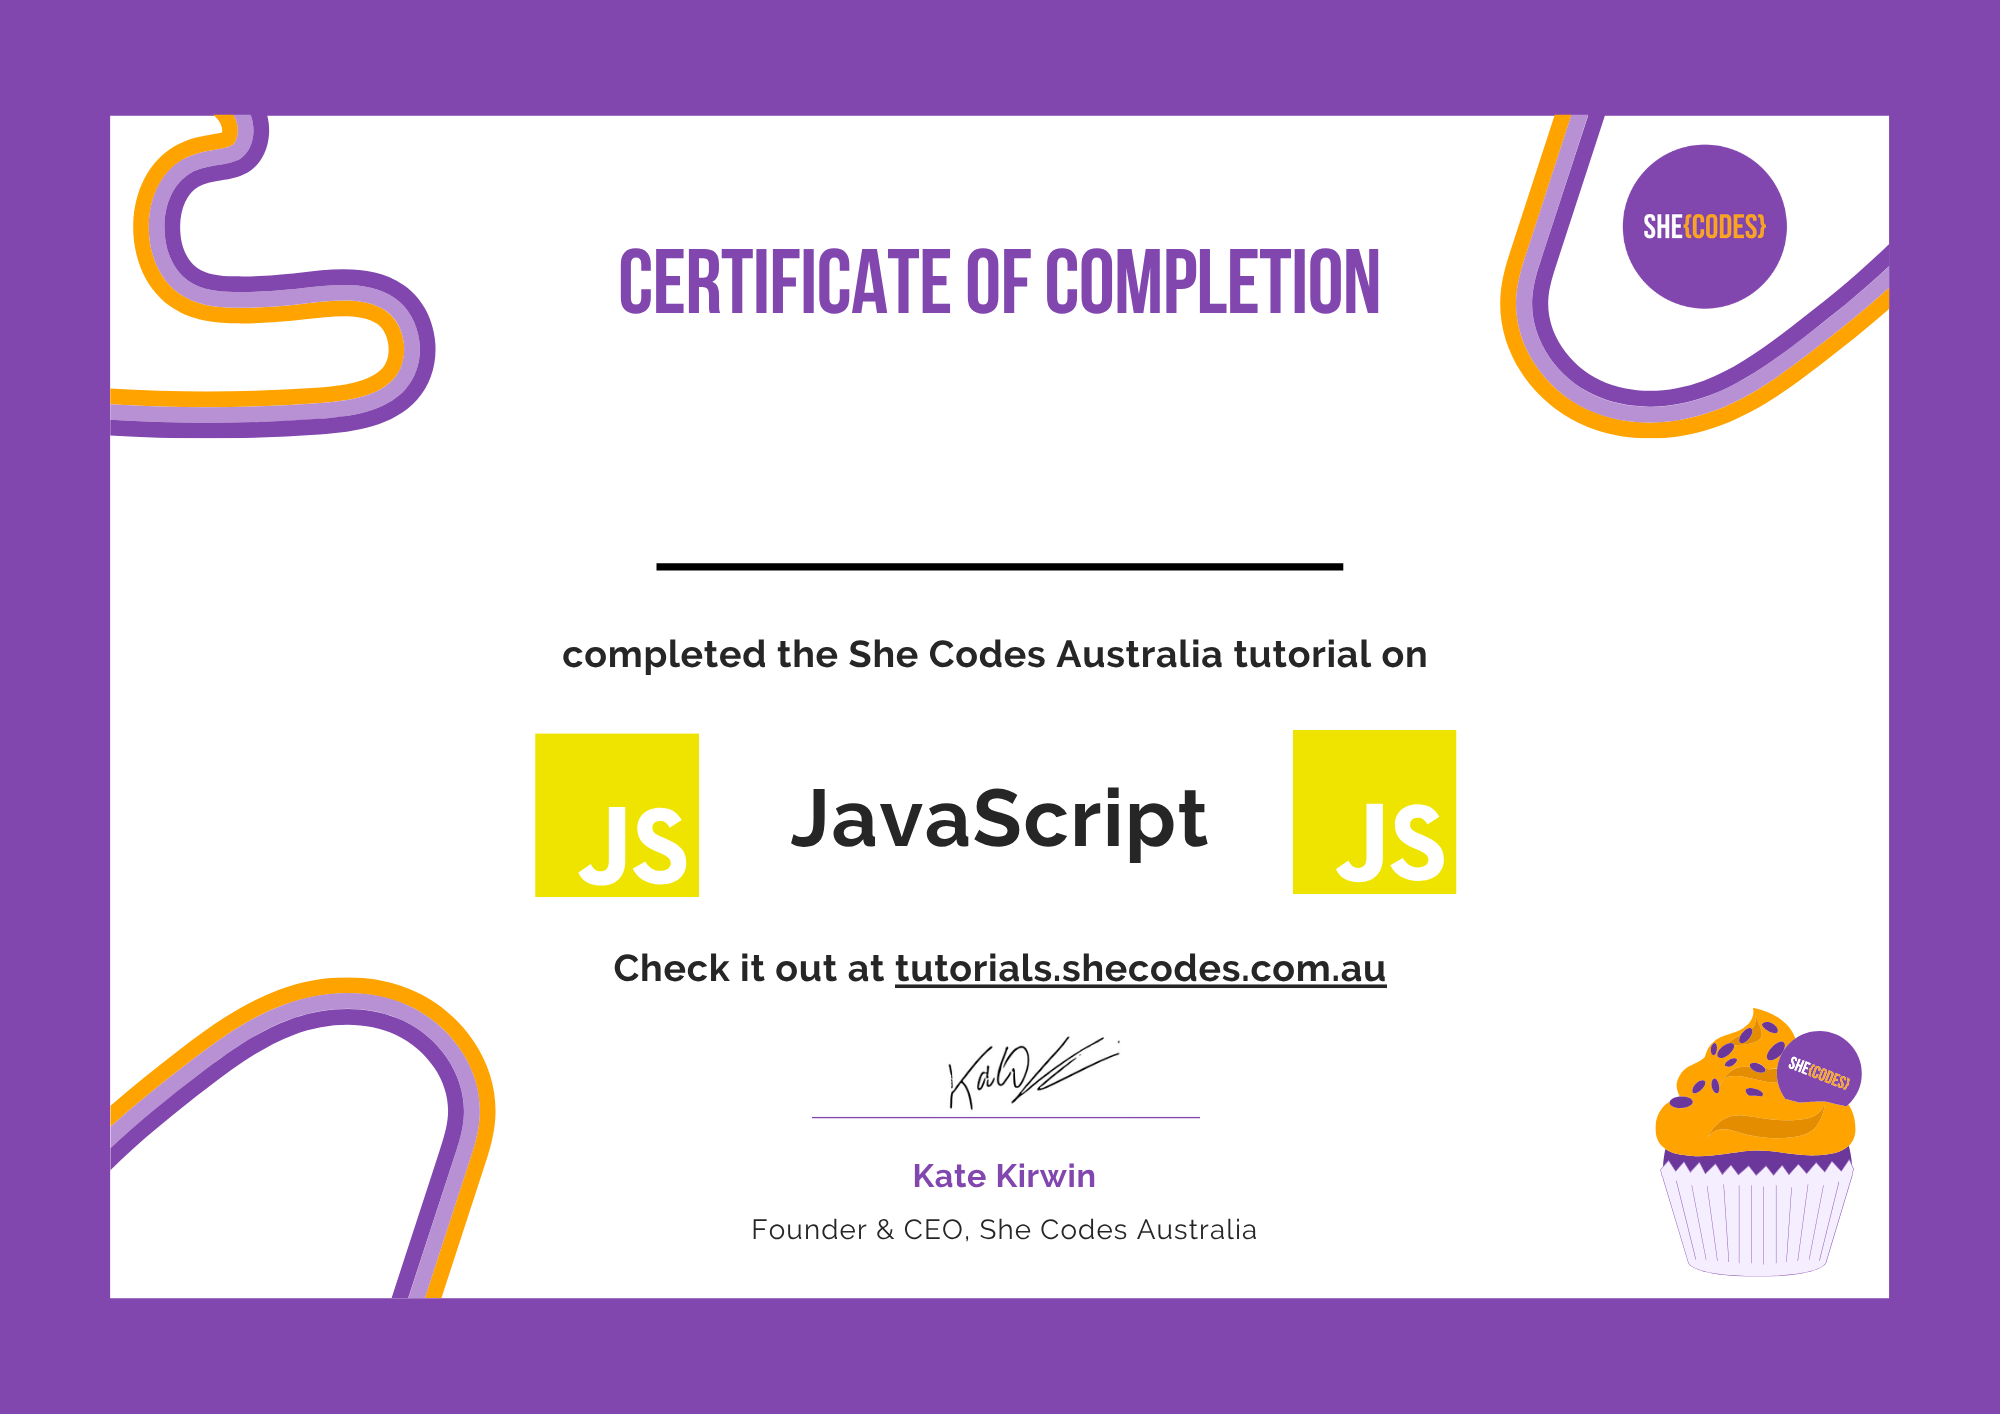 SHE{CODES}
CERTIFICATE OF COMPLETION
completed the She Codes Australia tutorial on
JS
JavaScript
JS
Check it out at tutorials.shecodes.com.au
Kate Kirwin
Founder & CEO, She Codes Australia
SHE{CODES}